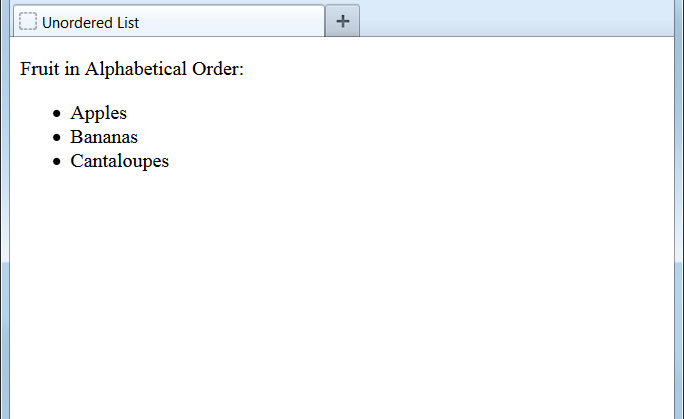 Unordered List
Fruit in Alphabetical Order:
• Apples
• Bananas
• Cantaloupes